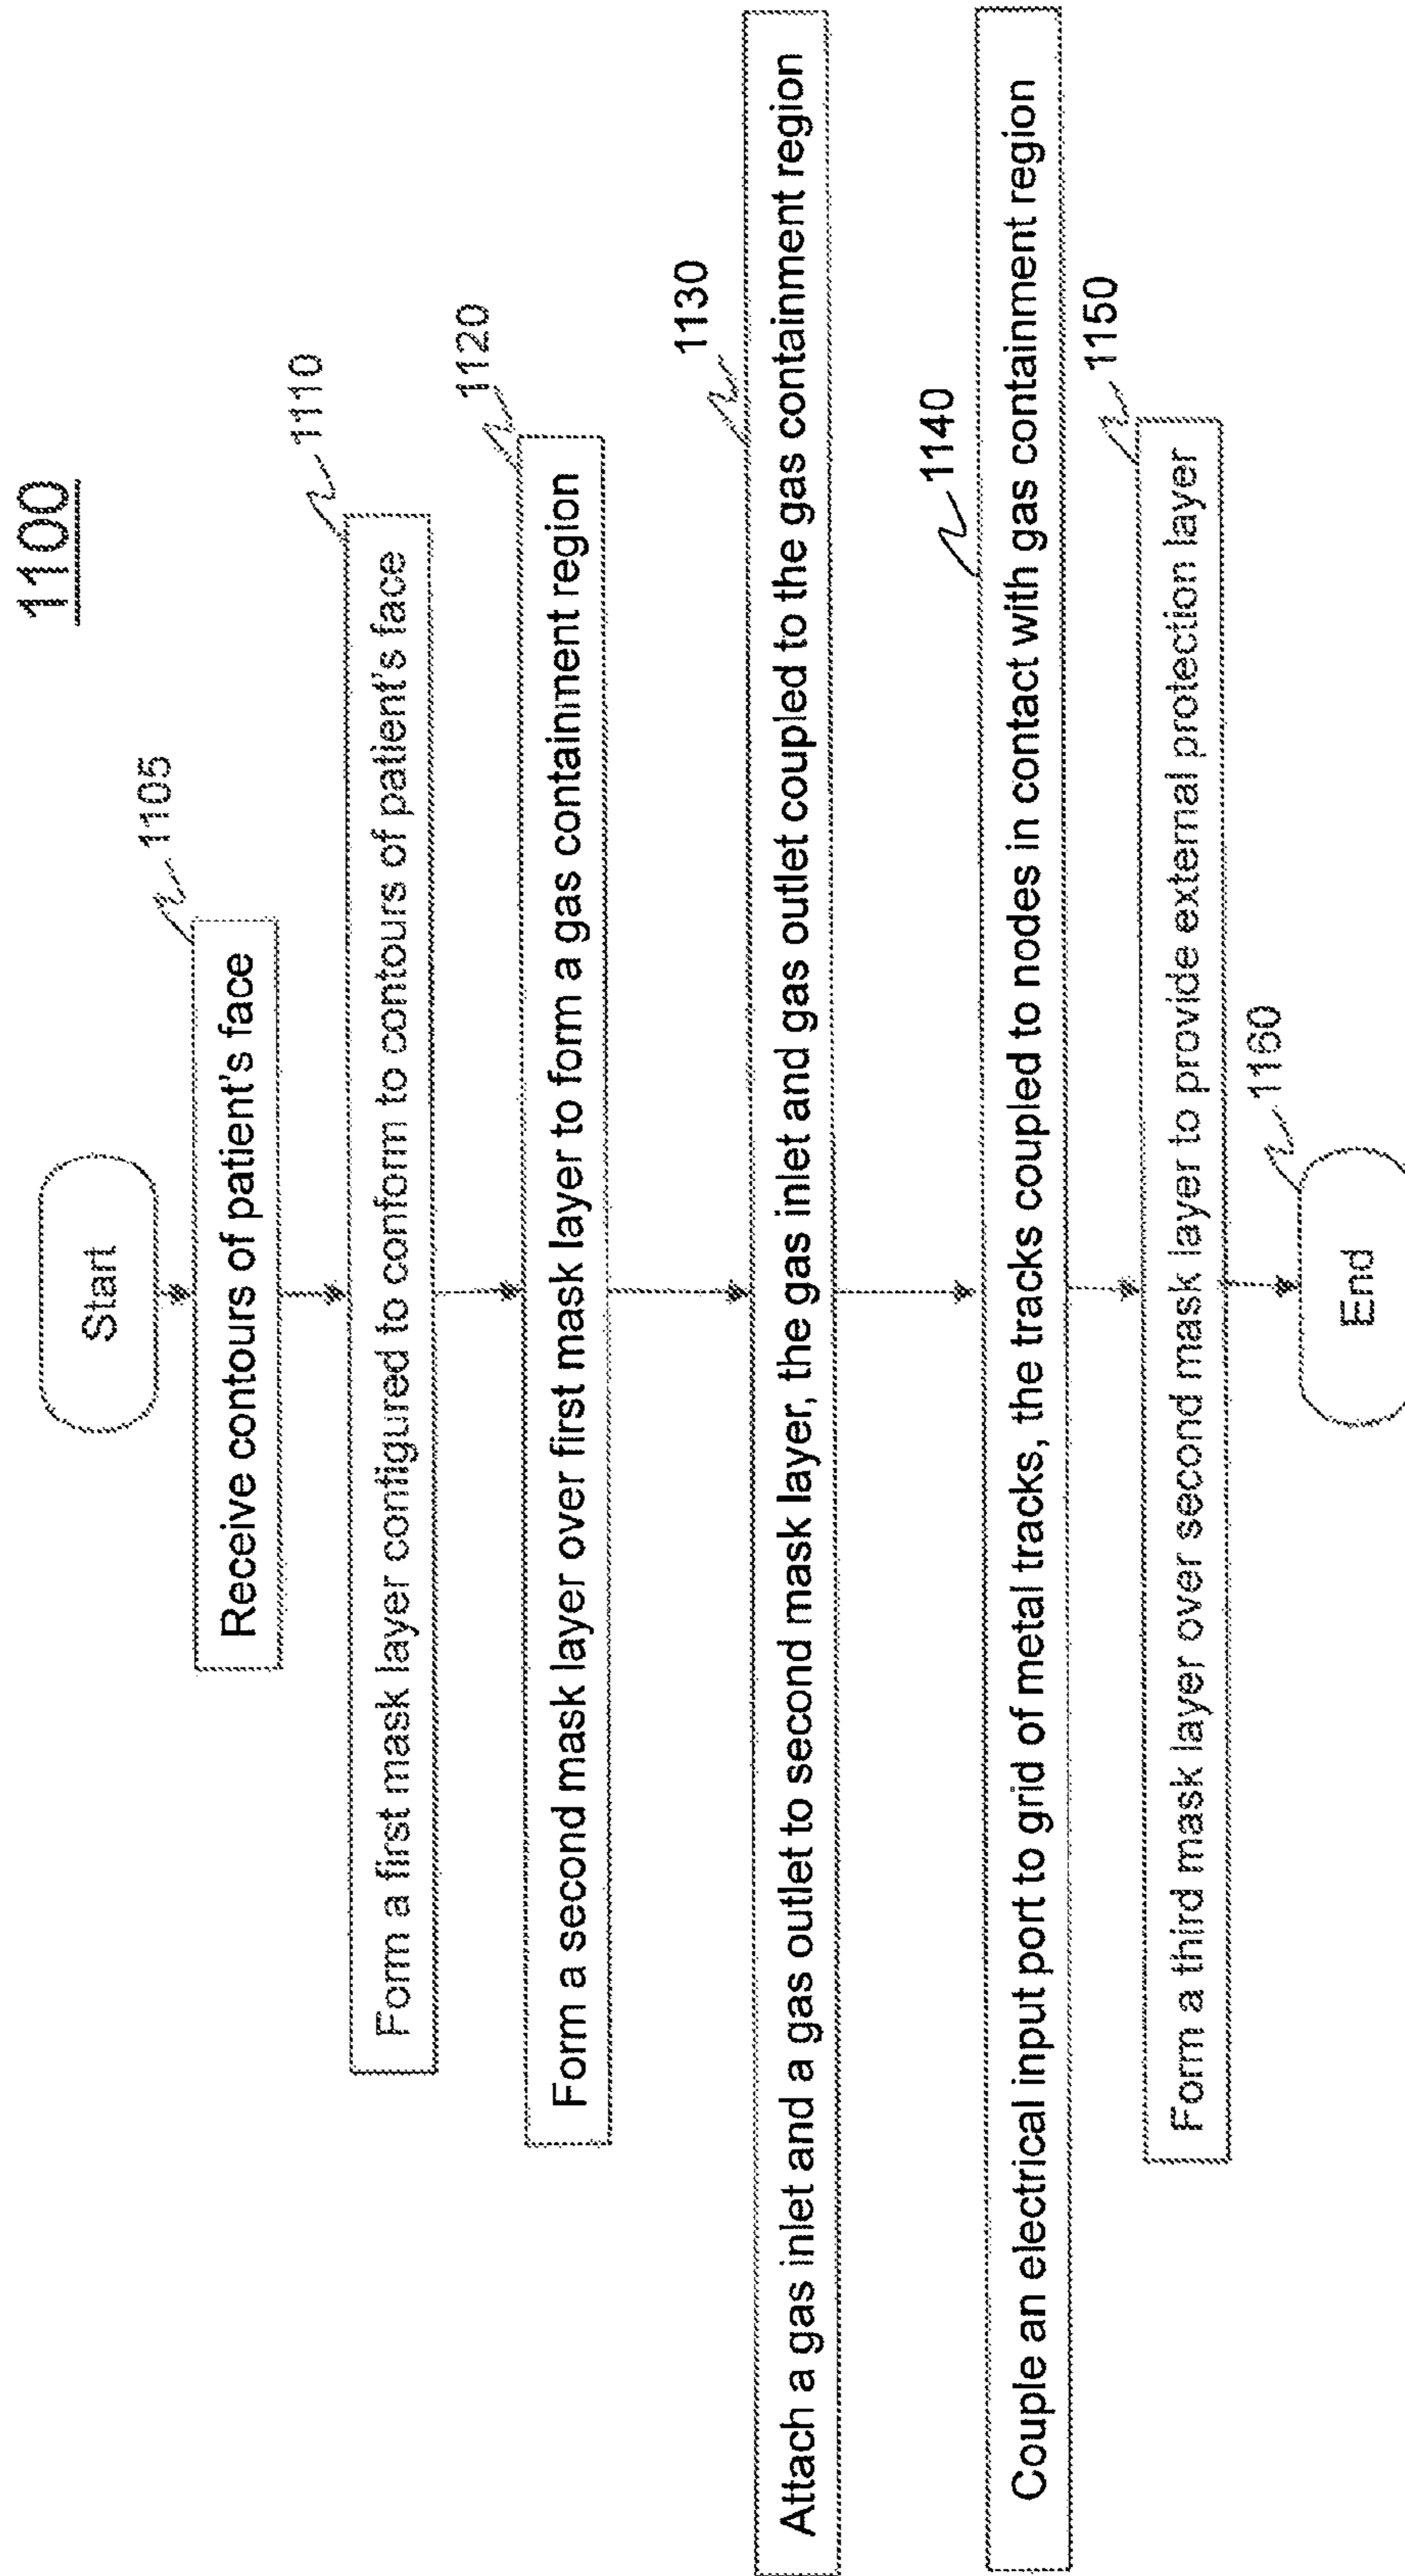 1100
Start
1105
Receive contours of patient's face
1110
Form a first mask layer configured to conform to contours of patient's face
1120
Form a second mask layer over first mask layer to form a gas containment region
1130
Attach a gas inlet and a gas outlet to second mask layer, the gas inlet and gas outlet coupled to the gas containment region
1140
Couple an electrical input port to grid of metal tracks, the tracks coupled to nodes in contact with gas containment region
1150
Form a third mask layer over second mask layer to provide external protection layer
1160
End